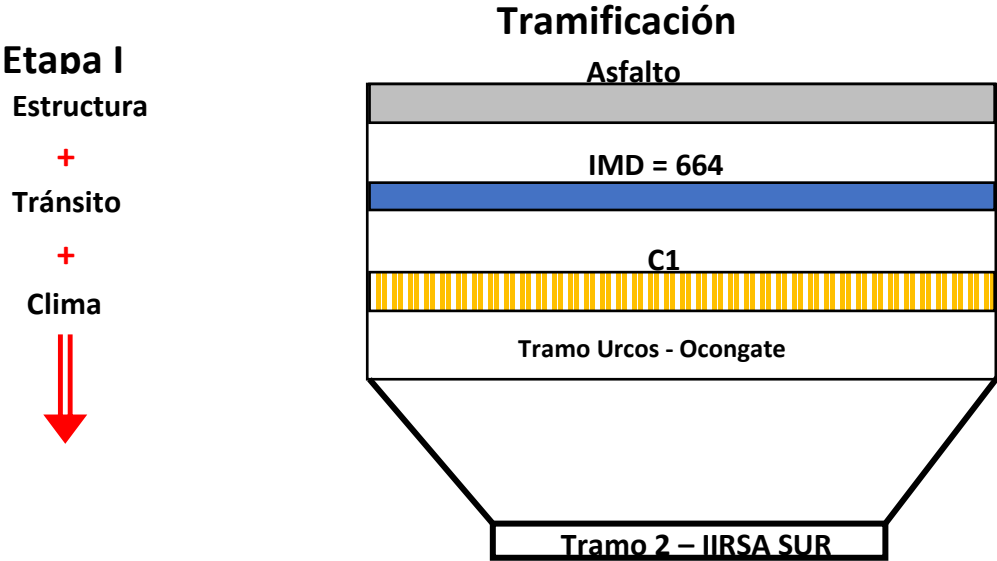 Tramificación
Etapa I
Asfalto
Estructura
+
IMD = 664
Tránsito
+
C1
Clima
Tramo Urcos - Ocongate
Tramo 2 – IIRSA SUR